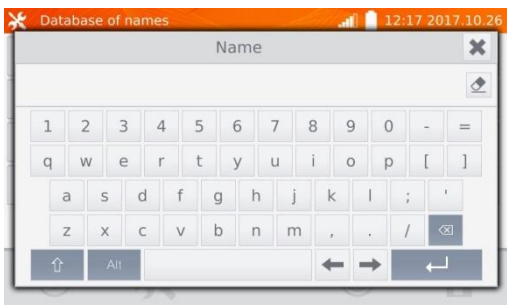 Database of names 12:17 2017.10.26
Name
1 2 3 4 5 6 7 8 9 0 - =
q w e r t y u i o p [ ]
a s d f g h j k l ; '
z x c v b n m , . /
Alt